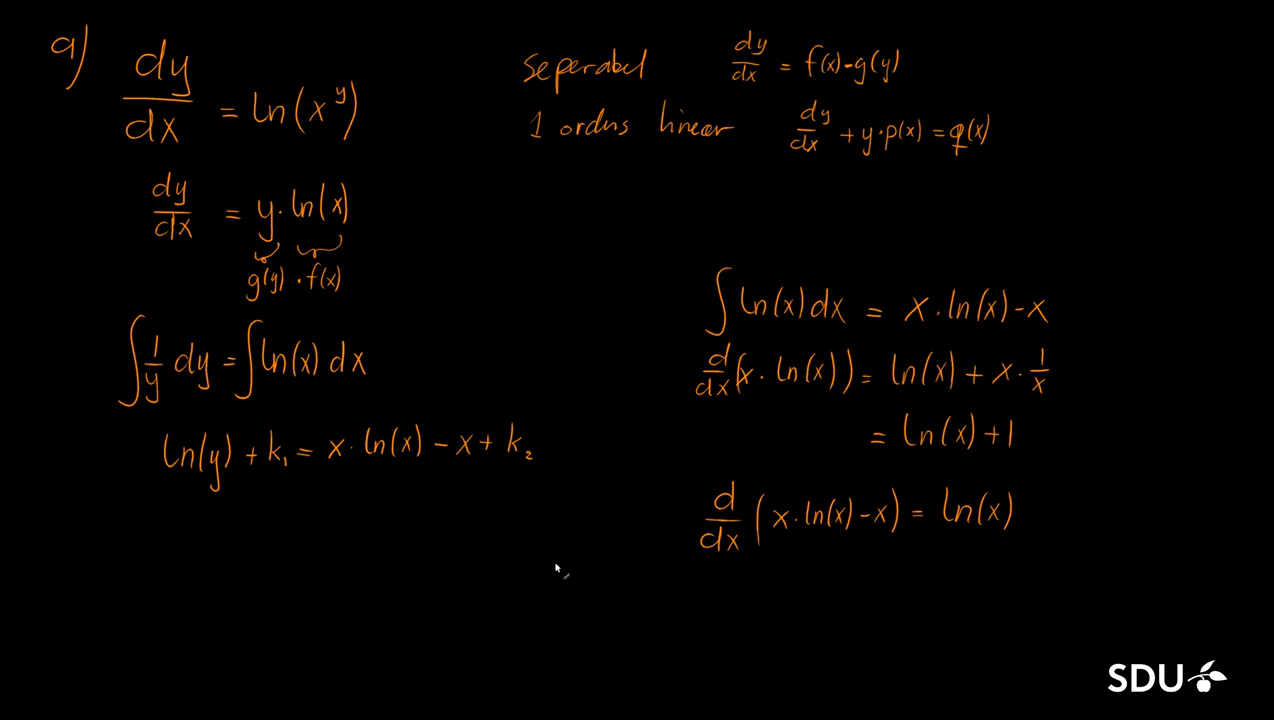 a)
dy/dx = ln(x^y)
dy/dx = y · ln(x)
g(y) · f(x)
∫ 1/y dy = ∫ ln(x) dx
ln(y) + k₁ = x · ln(x) − x + k₂
Seperabel dy/dx = f(x) · g(y)
1 ordns linear dy/dx + y · p(x) = q(x)
∫ ln(x) dx = x · ln(x) − x
d/dx (x · ln(x)) = ln(x) + x · 1/x
= ln(x) + 1
d/dx (x · ln(x) − x) = ln(x)
SDU